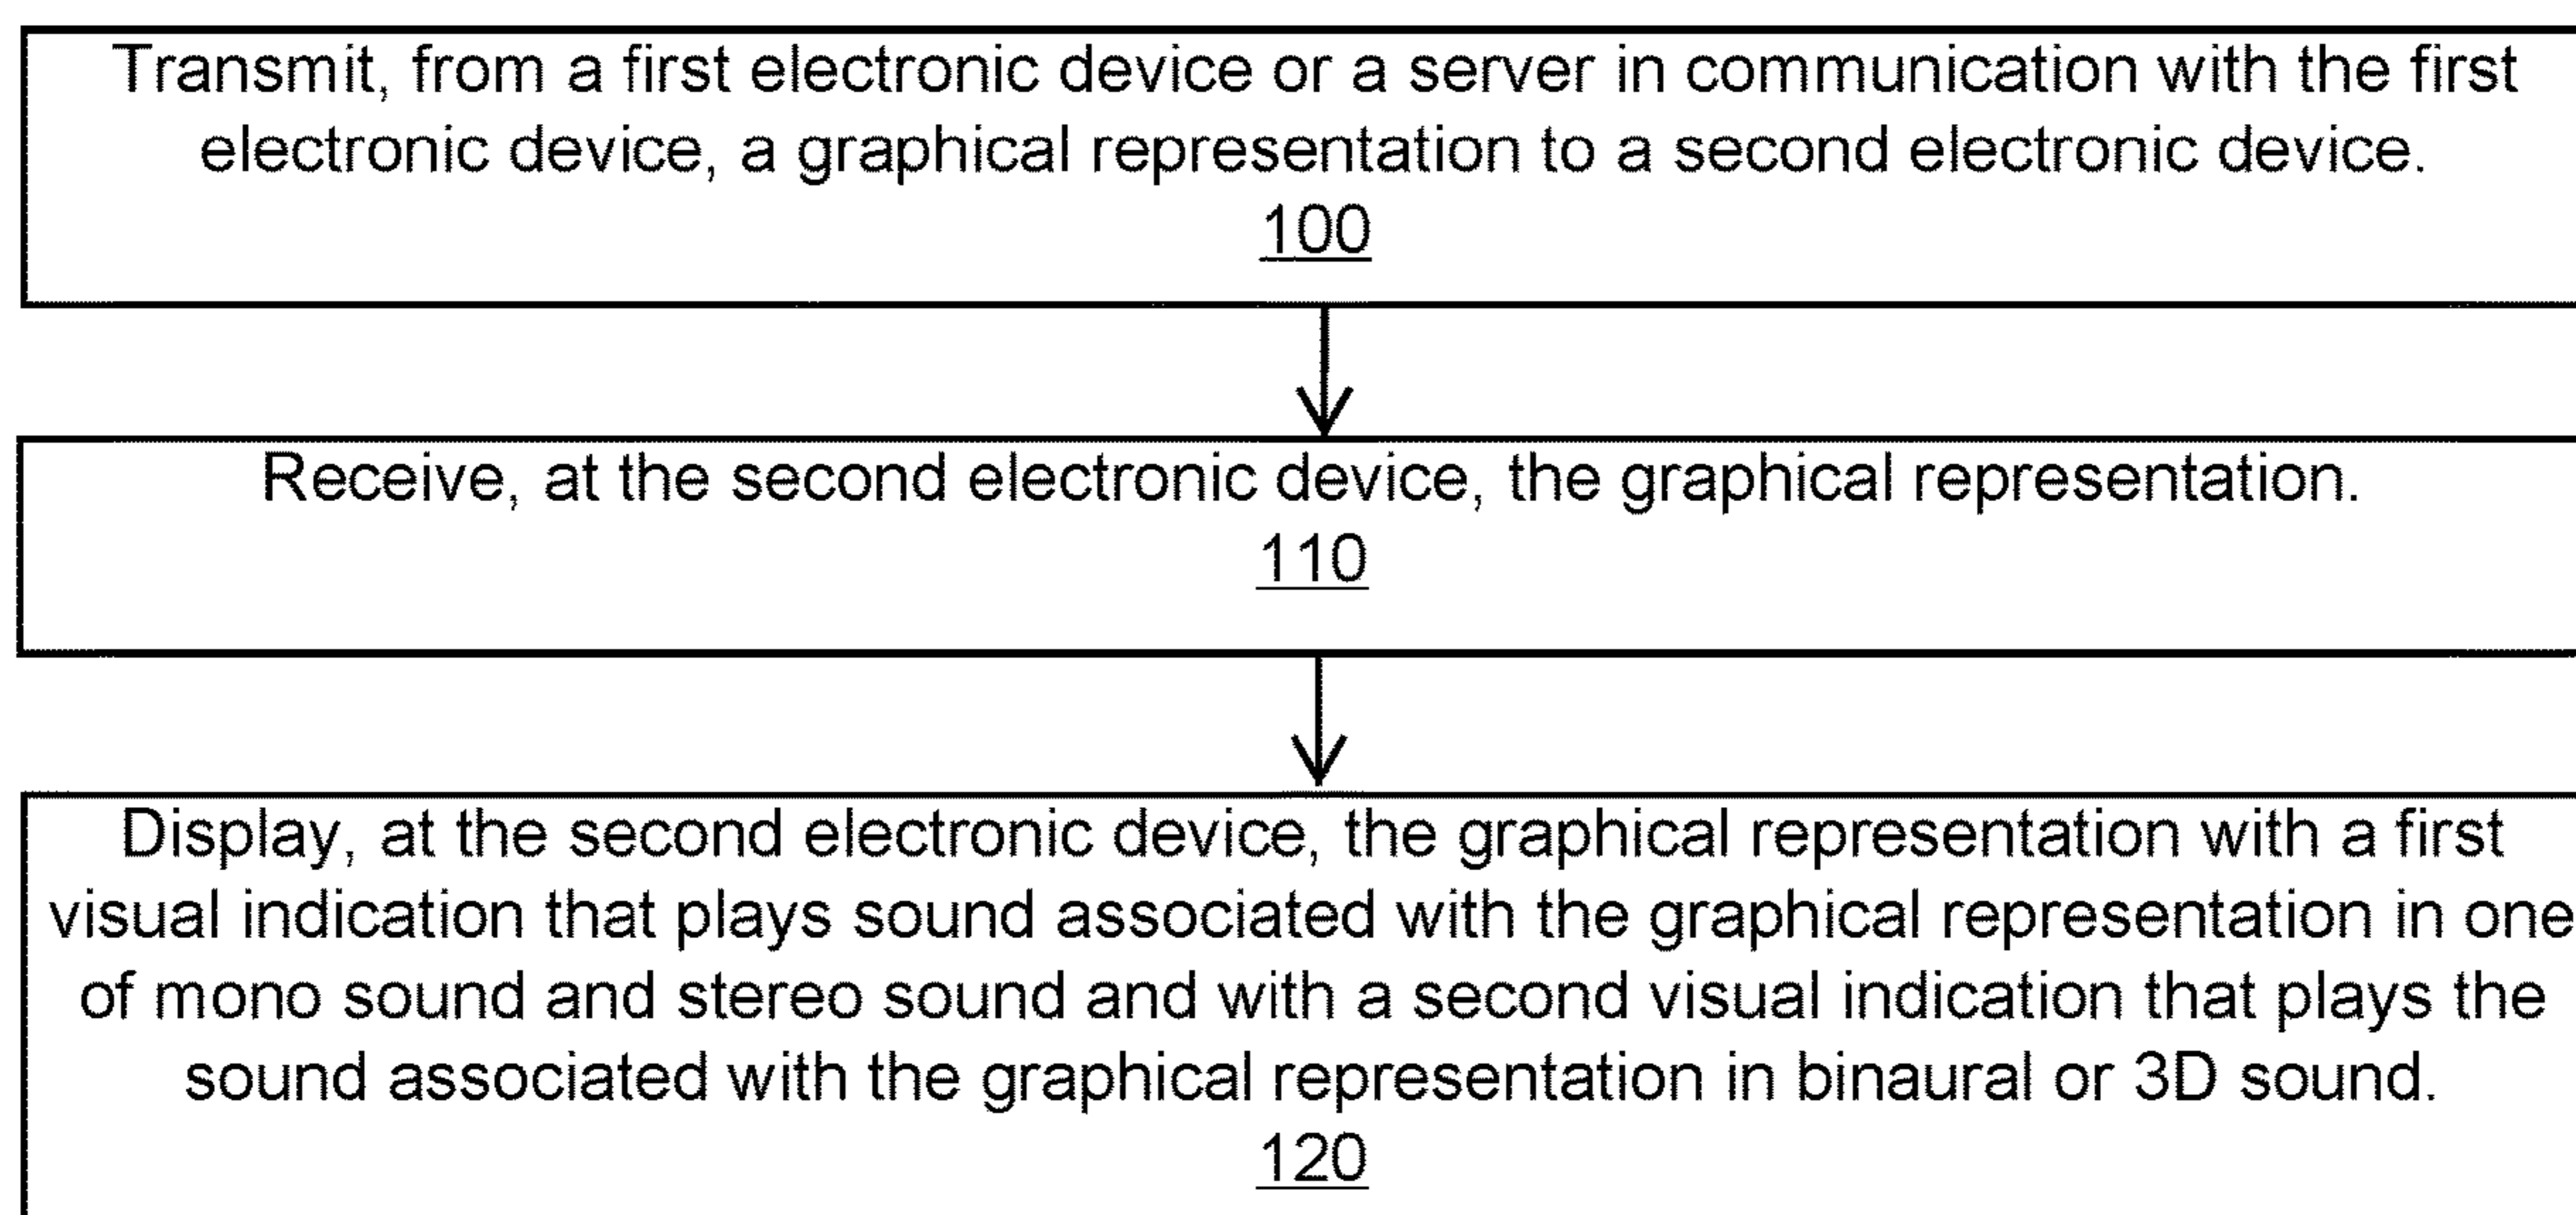 Transmit, from a first electronic device or a server in communication with the first
electronic device, a graphical representation to a second electronic device.
100
Receive, at the second electronic device, the graphical representation.
110
Display, at the second electronic device, the graphical representation with a first
visual indication that plays sound associated with the graphical representation in one
of mono sound and stereo sound and with a second visual indication that plays the
sound associated with the graphical representation in binaural or 3D sound.
120